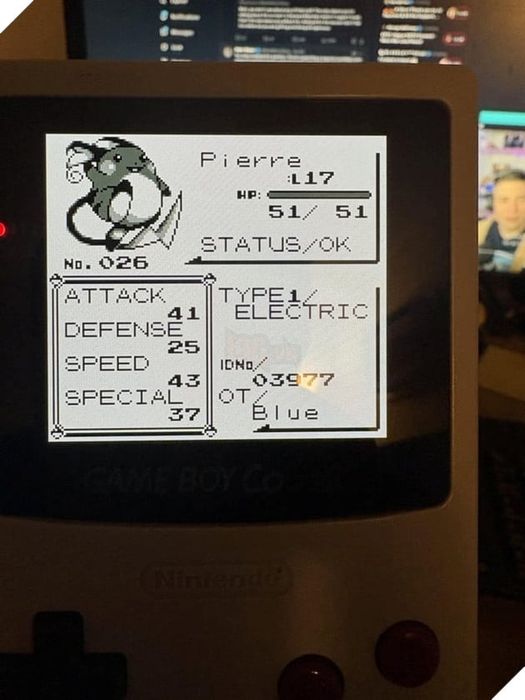 Pierre
:L17
HP:
51/ 51
STATUS/OK
No. 026
ATTACK
41
DEFENSE
25
SPEED
43
SPECIAL
37
TYPE1/
ELECTRIC
IDNo/
03977
OT/
Blue
GAME BOY Co
Nintendo